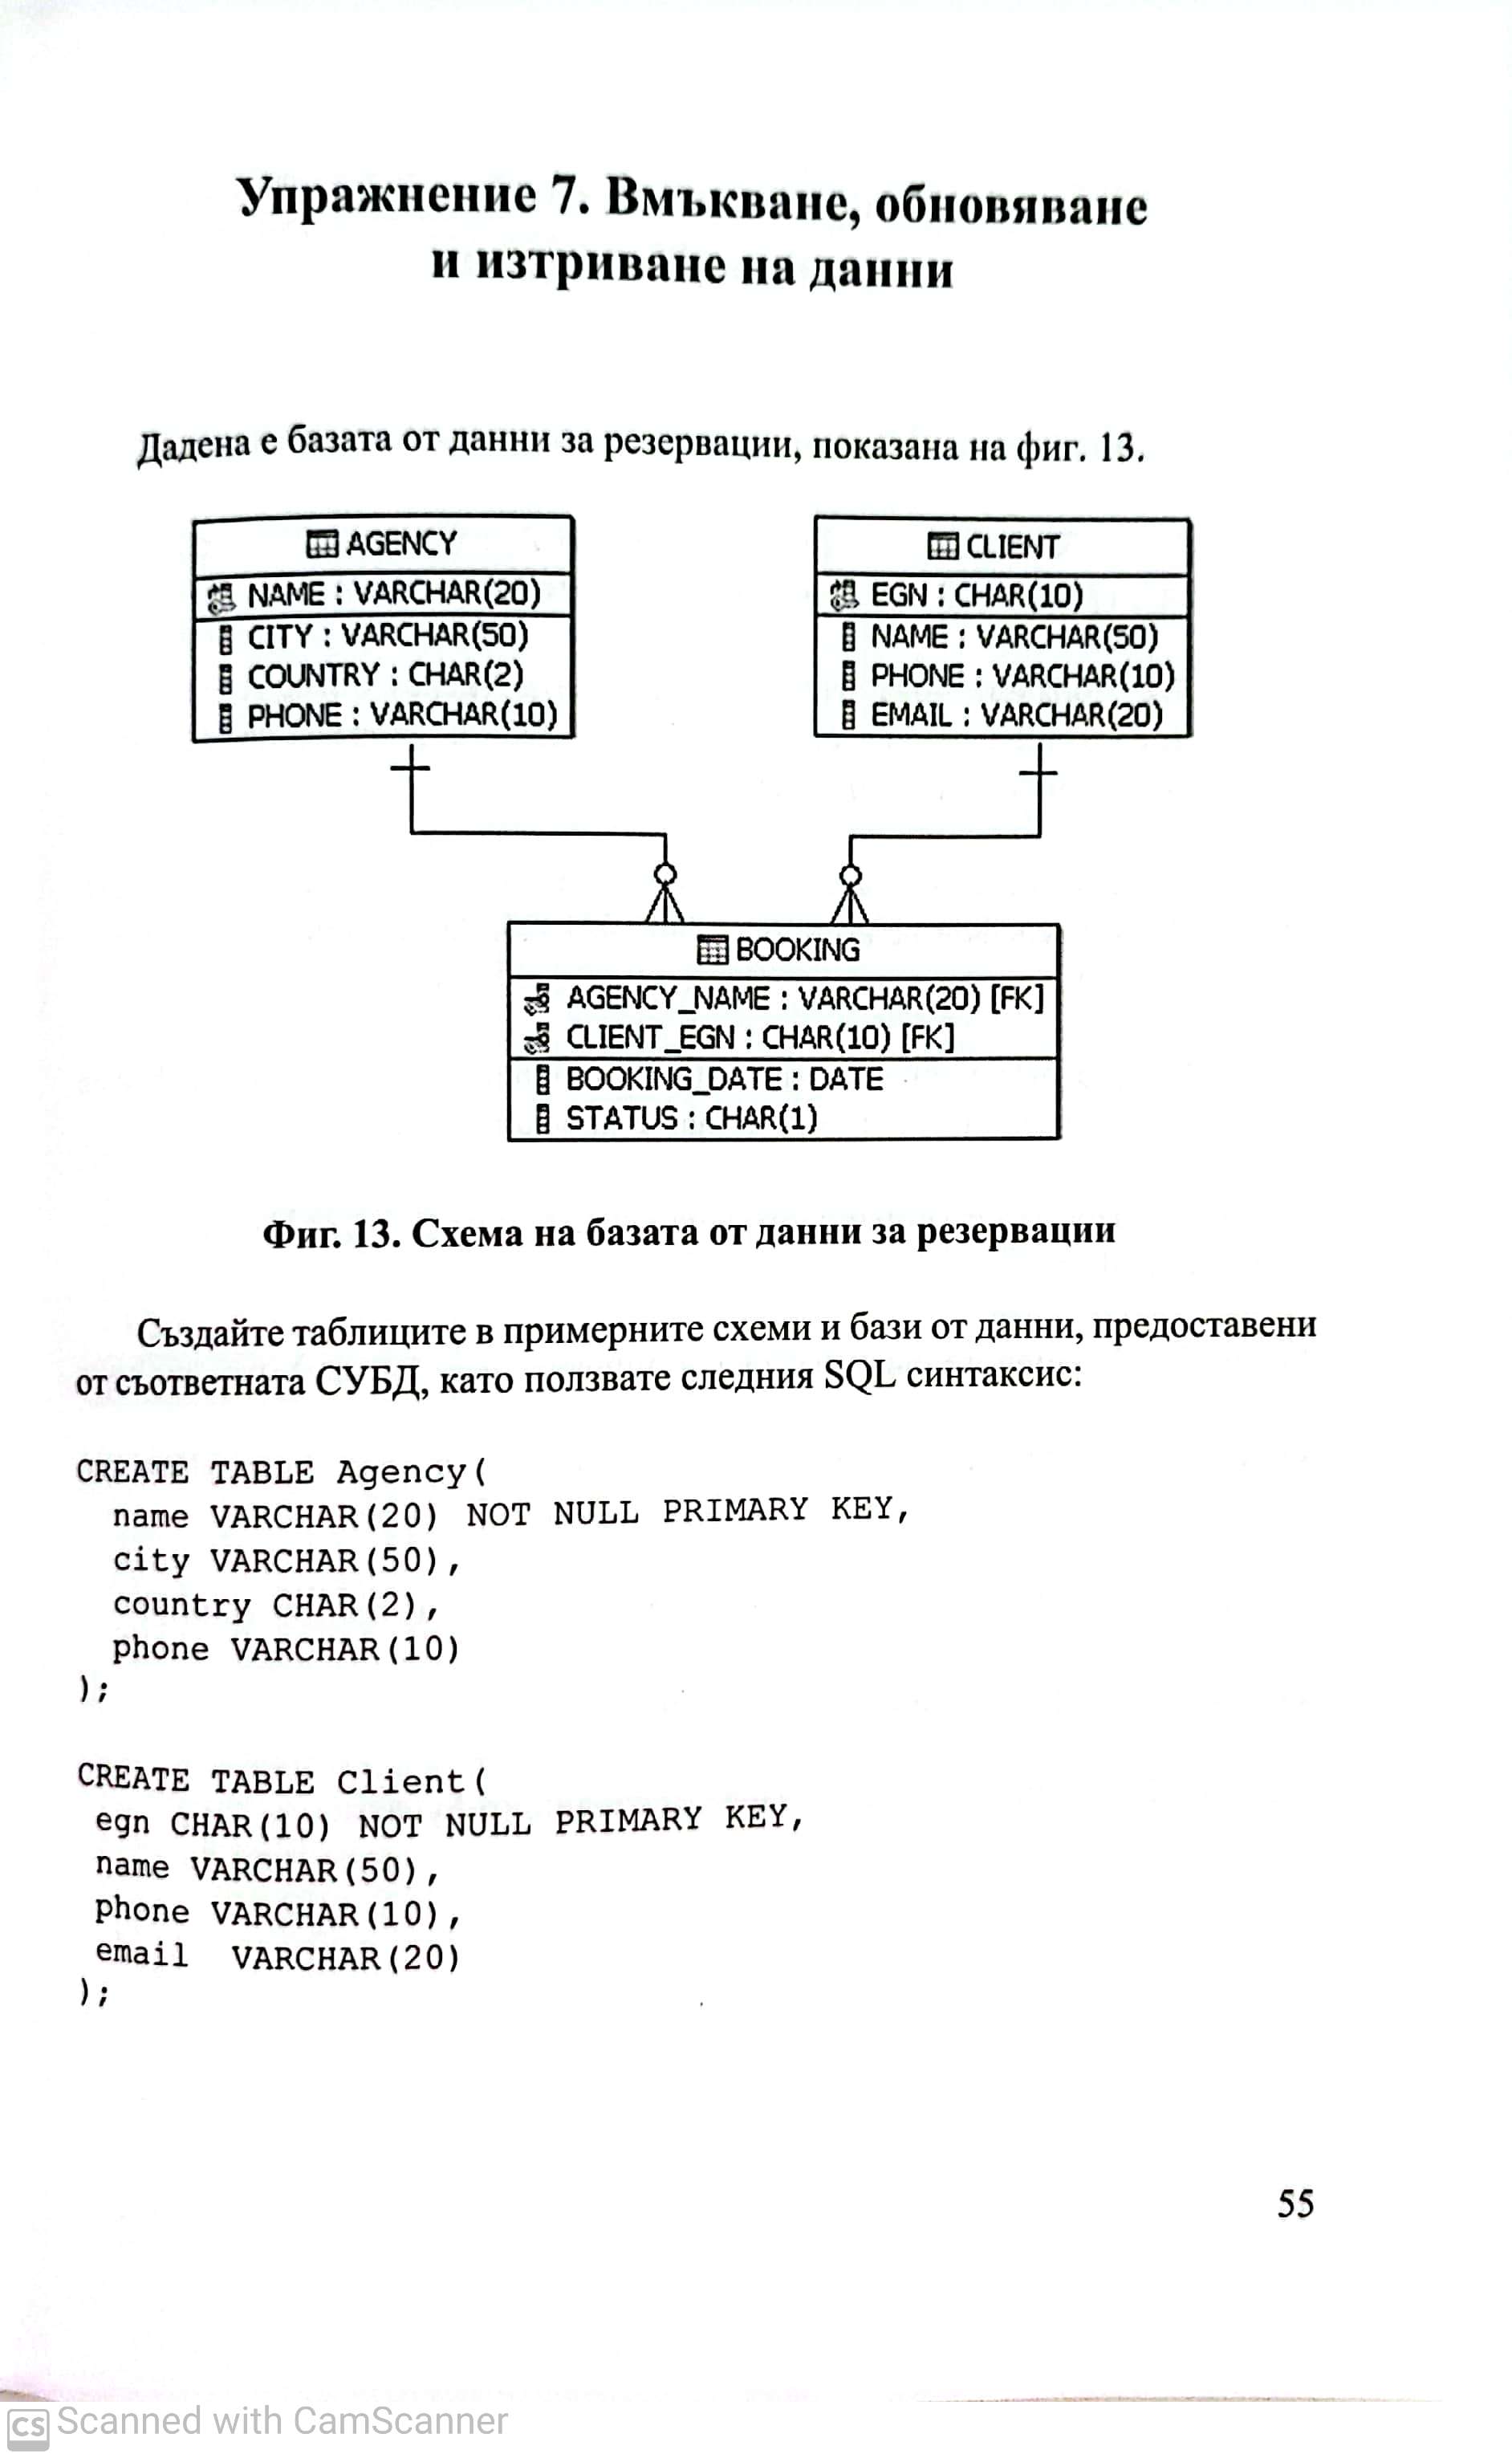 Упражнение 7. Вмъкване, обновяване
и изтриване на данни
Дадена е базата от данни за резервации, показана на фиг. 13.
AGENCY
NAME : VARCHAR(20)
CITY : VARCHAR(50)
COUNTRY : CHAR(2)
PHONE : VARCHAR(10)
CLIENT
EGN : CHAR(10)
NAME : VARCHAR(50)
PHONE : VARCHAR(10)
EMAIL : VARCHAR(20)
BOOKING
AGENCY_NAME : VARCHAR(20) [FK]
CLIENT_EGN : CHAR(10) [FK]
BOOKING_DATE : DATE
STATUS : CHAR(1)
Фиг. 13. Схема на базата от данни за резервации
Създайте таблиците в примерните схеми и бази от данни, предоставени
от съответната СУБД, като ползвате следния SQL синтаксис:
CREATE TABLE Agency(
name VARCHAR(20) NOT NULL PRIMARY KEY,
city VARCHAR(50),
country CHAR(2),
phone VARCHAR(10)
);
CREATE TABLE Client(
egn CHAR(10) NOT NULL PRIMARY KEY,
name VARCHAR(50),
phone VARCHAR(10),
email VARCHAR(20)
);
55
CS Scanned with CamScanner